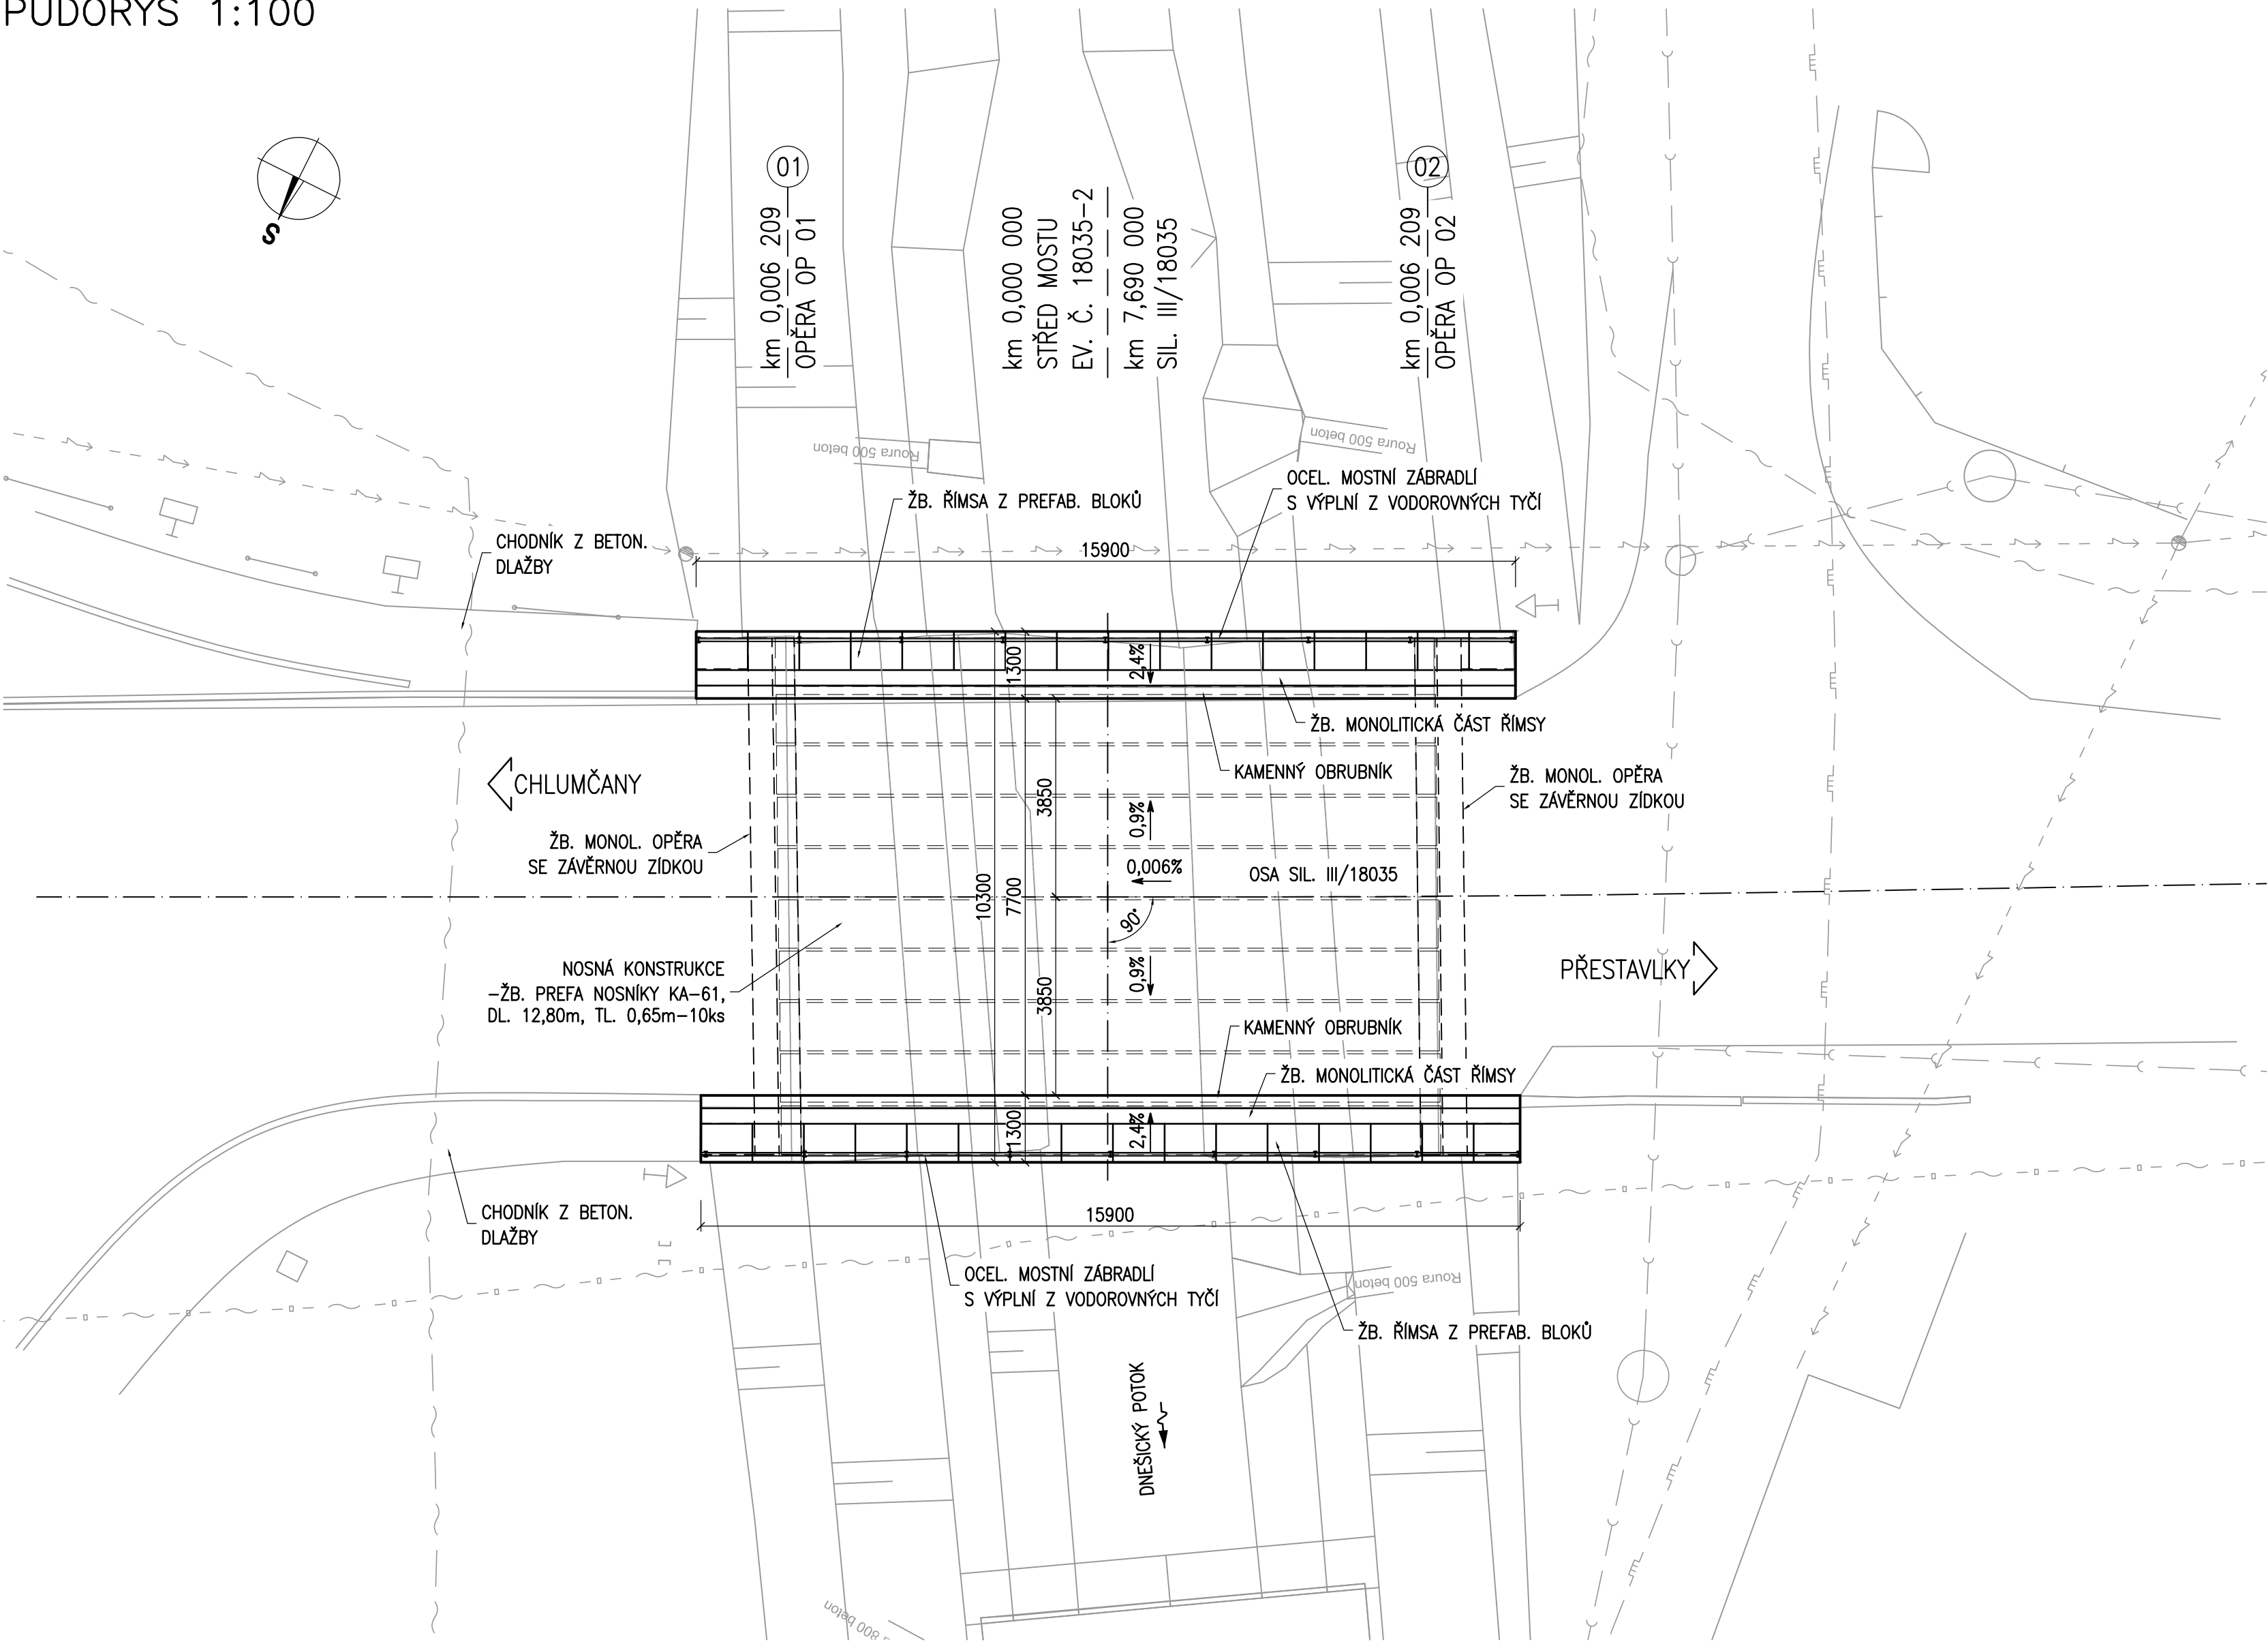 PŮDORYS 1:100
S
01
km 0,006 209
OPĚRA OP 01
km 0,000 000
STŘED MOSTU
EV. Č. 18035-2
km 7,690 000
SIL. III/18035
02
km 0,006 209
OPĚRA OP 02
Roura 500 beton
Roura 500 beton
OCEL. MOSTNÍ ZÁBRADLÍ
S VÝPLNÍ Z VODOROVNÝCH TYČÍ
ŽB. ŘÍMSA Z PREFAB. BLOKŮ
CHODNÍK Z BETON.
DLAŽBY
15900
1300
2,4%
ŽB. MONOLITICKÁ ČÁST ŘÍMSY
KAMENNÝ OBRUBNÍK
CHLUMČANY
ŽB. MONOL. OPĚRA
SE ZÁVĚRNOU ZÍDKOU
3850
0,9%
ŽB. MONOL. OPĚRA
SE ZÁVĚRNOU ZÍDKOU
0,006%
OSA SIL. III/18035
10300
7700
90°
NOSNÁ KONSTRUKCE
-ŽB. PREFA NOSNÍKY KA-61,
DL. 12,80m, TL. 0,65m-10ks
3850
0,9%
PŘESTAVLKY
KAMENNÝ OBRUBNÍK
ŽB. MONOLITICKÁ ČÁST ŘÍMSY
1300
2,4%
15900
CHODNÍK Z BETON.
DLAŽBY
OCEL. MOSTNÍ ZÁBRADLÍ
S VÝPLNÍ Z VODOROVNÝCH TYČÍ
Roura 500 beton
ŽB. ŘÍMSA Z PREFAB. BLOKŮ
DNEŠICKÝ POTOK
800 beton